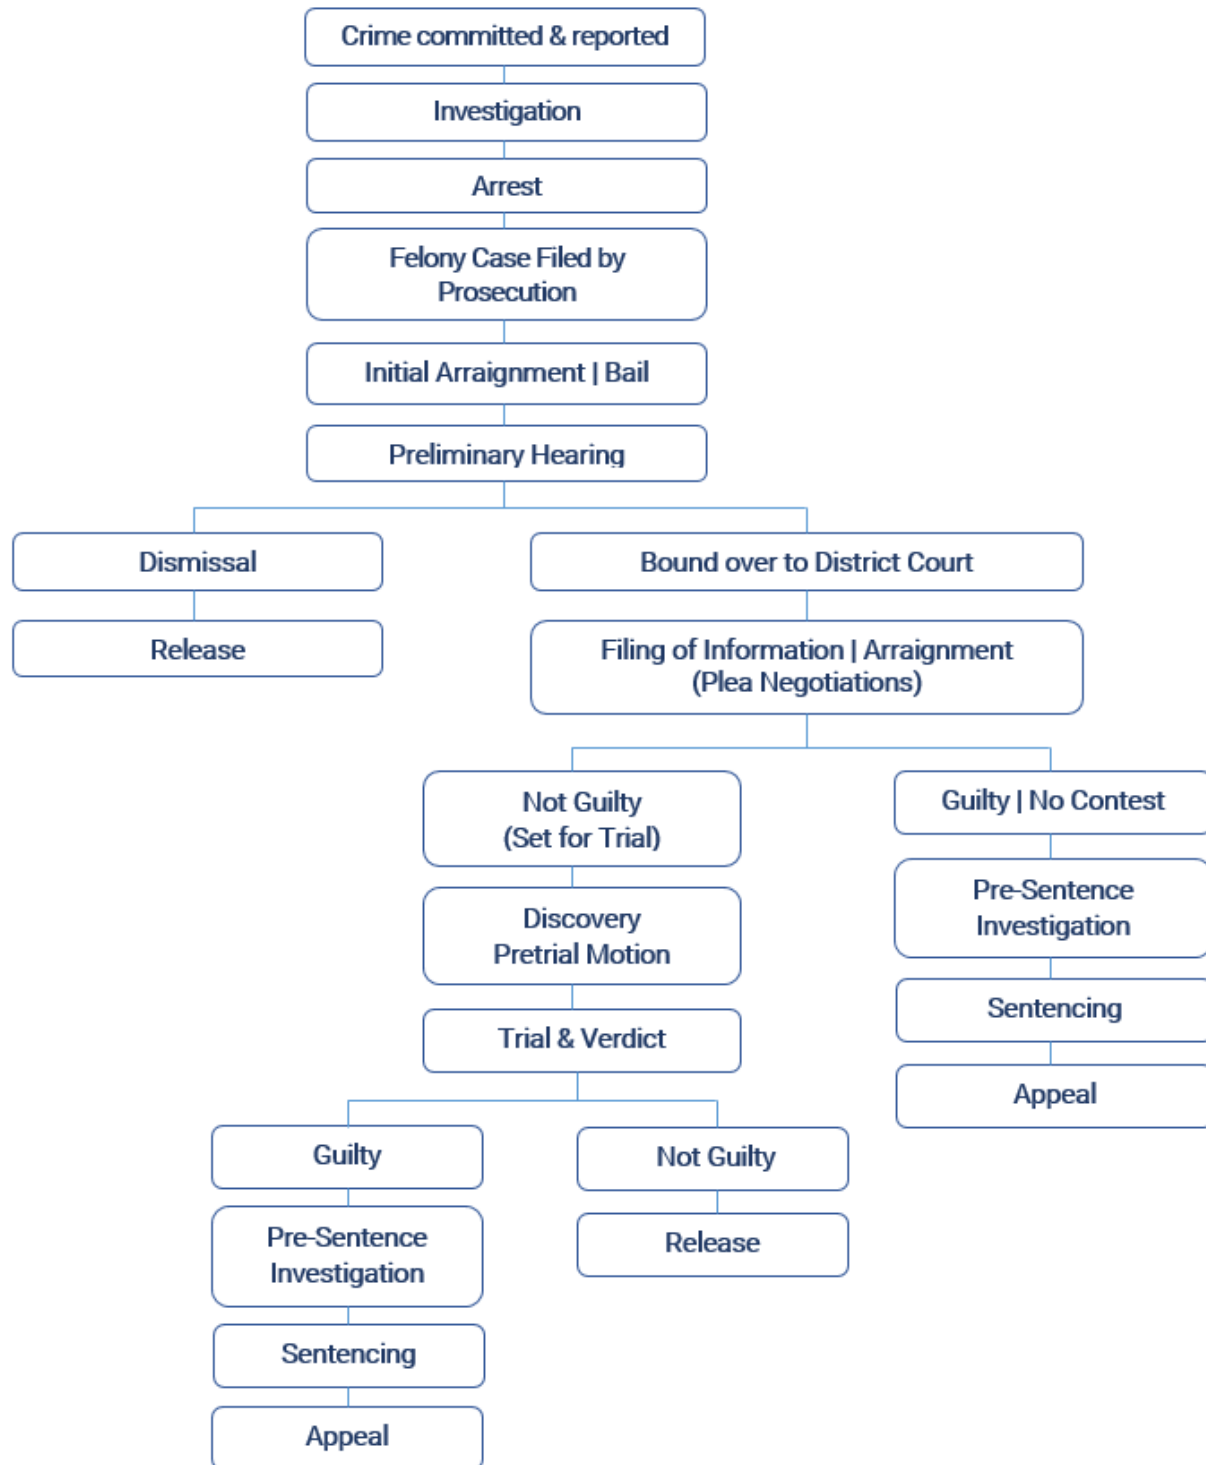 Crime committed & reported
Investigation
Arrest
Felony Case Filed by
Prosecution
Initial Arraignment | Bail
Preliminary Hearing
Dismissal
Bound over to District Court
Release
Filing of Information | Arraignment
(Plea Negotiations)
Not Guilty
(Set for Trial)
Guilty | No Contest
Discovery
Pretrial Motion
Pre-Sentence
Investigation
Trial & Verdict
Sentencing
Appeal
Guilty
Not Guilty
Pre-Sentence
Investigation
Release
Sentencing
Appeal